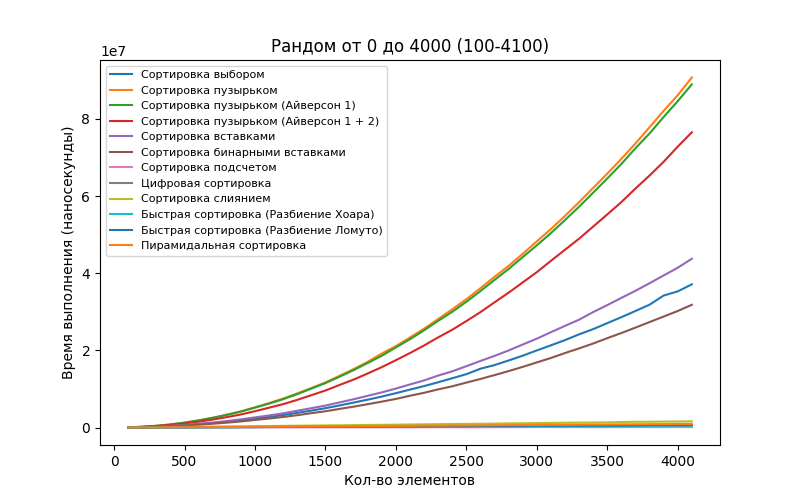 Рандом от 0 до 4000 (100-4100)
1e7
Сортировка выбором
Сортировка пузырьком
Сортировка пузырьком (Айверсон 1)
Сортировка пузырьком (Айверсон 1 + 2)
Сортировка вставками
Сортировка бинарными вставками
Сортировка подсчетом
Цифровая сортировка
Сортировка слиянием
Быстрая сортировка (Разбиение Хоара)
Быстрая сортировка (Разбиение Ломуто)
Пирамидальная сортировка
Время выполнения (наносекунды)
8
6
4
2
0
0 500 1000 1500 2000 2500 3000 3500 4000
Кол-во элементов